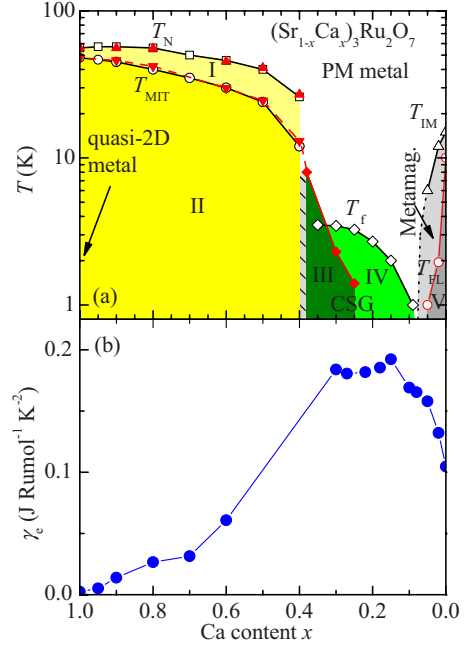 100
T_N
(Sr_{1-x}Ca_x)_3Ru_2O_7
I
PM metal
T_MIT
T_IM
quasi-2D
metal
10
T (K)
II
T_f
Metamag.
III
IV
T_FL
CSG
V
(a)
1
(b)
0.2
0.1
0.0
γ_e (J Rumol^{-1} K^{-2})
1.0 0.8 0.6 0.4 0.2 0.0
Ca content x